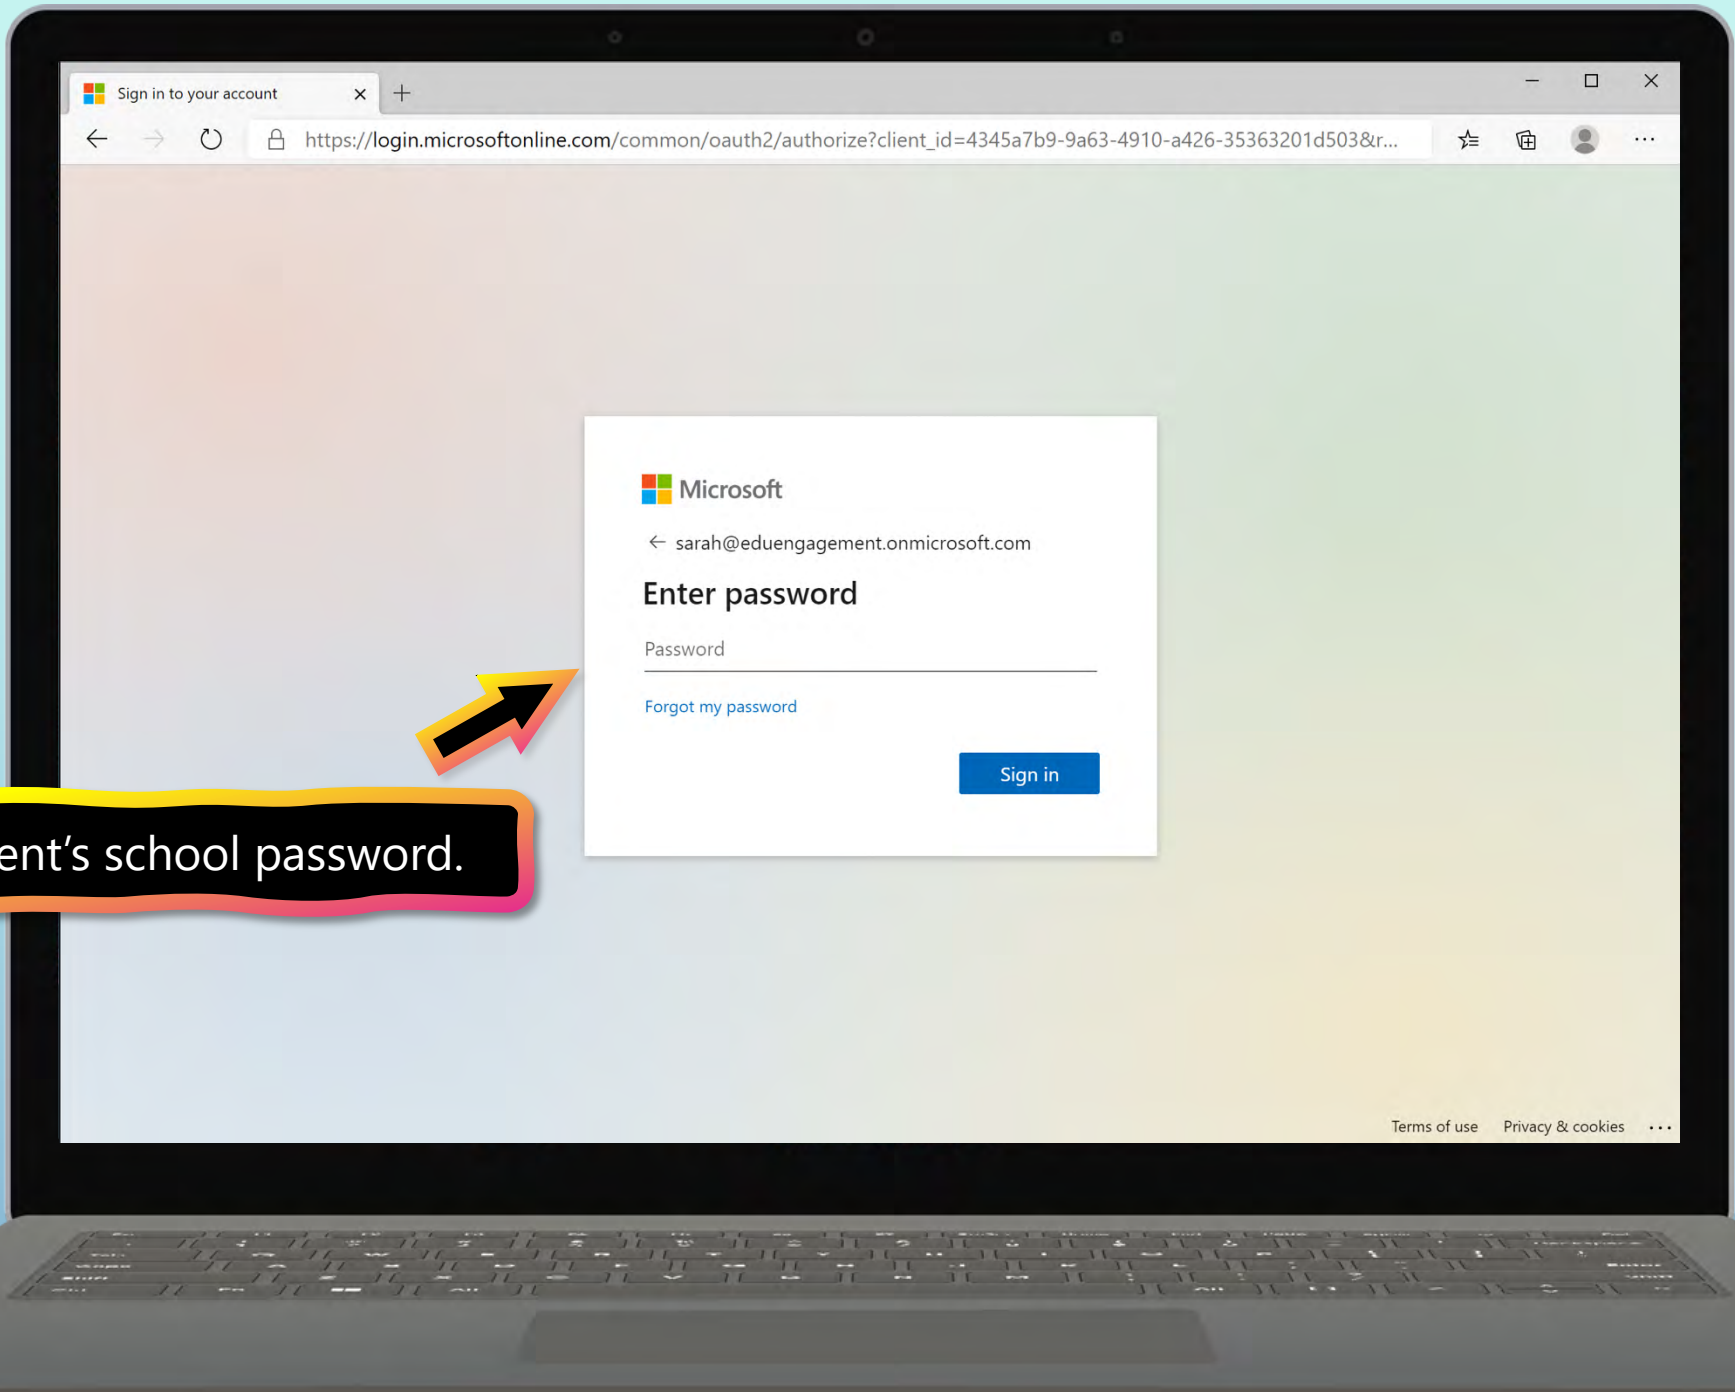 Sign in to your account
https://login.microsoftonline.com/common/oauth2/authorize?client_id=4345a7b9-9a63-4910-a426-35363201d503&r...
Microsoft
sarah@eduengagement.onmicrosoft.com
Enter password
Password
Forgot my password
Sign in
ent’s school password.
Terms of use Privacy & cookies